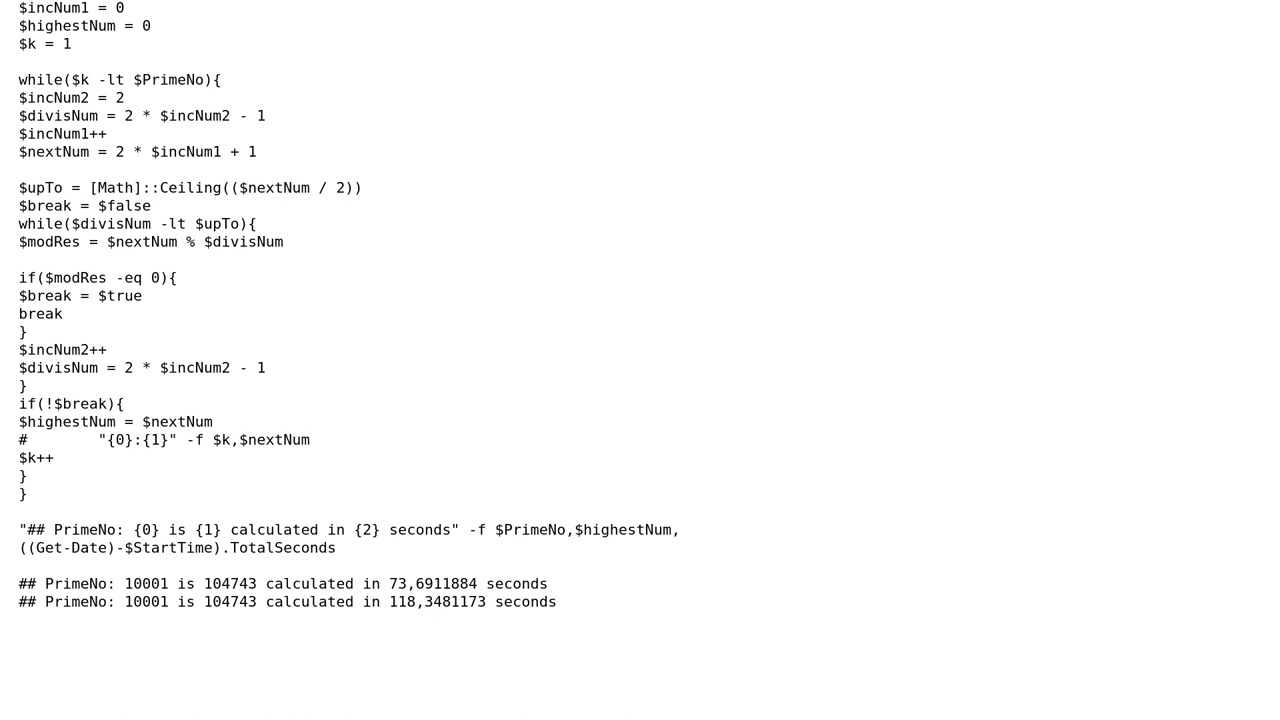 $incNum1 = 0
$highestNum = 0
$k = 1
while($k -lt $PrimeNo){
$incNum2 = 2
$divisNum = 2 * $incNum2 - 1
$incNum1++
$nextNum = 2 * $incNum1 + 1
$upTo = [Math]::Ceiling(($nextNum / 2))
$break = $false
while($divisNum -lt $upTo){
$modRes = $nextNum % $divisNum
if($modRes -eq 0){
$break = $true
break
}
$incNum2++
$divisNum = 2 * $incNum2 - 1
}
if(!$break){
$highestNum = $nextNum
#        "{0}:{1}" -f $k,$nextNum
$k++
}
}
"## PrimeNo: {0} is {1} calculated in {2} seconds" -f $PrimeNo,$highestNum,
((Get-Date)-$StartTime).TotalSeconds
## PrimeNo: 10001 is 104743 calculated in 73,6911884 seconds
## PrimeNo: 10001 is 104743 calculated in 118,3481173 seconds